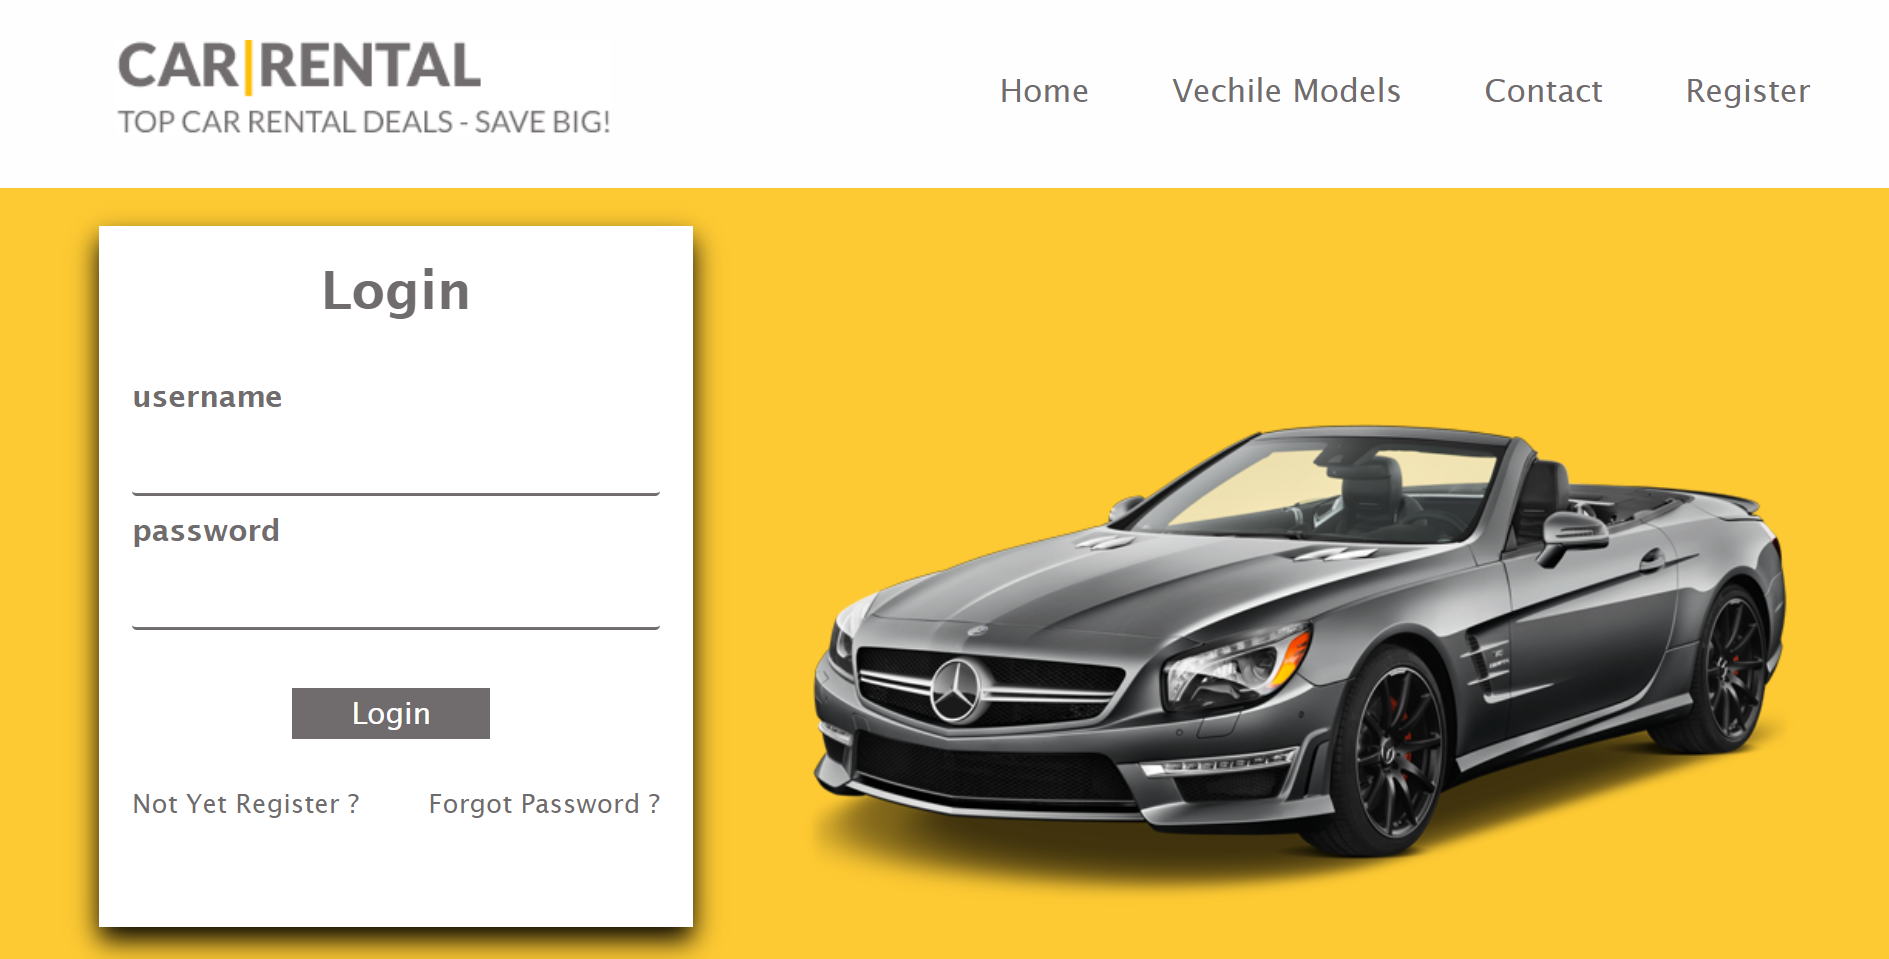 CAR|RENTAL
TOP CAR RENTAL DEALS - SAVE BIG!
Home Vechile Models Contact Register
Login
username
password
Login
Not Yet Register ? Forgot Password ?